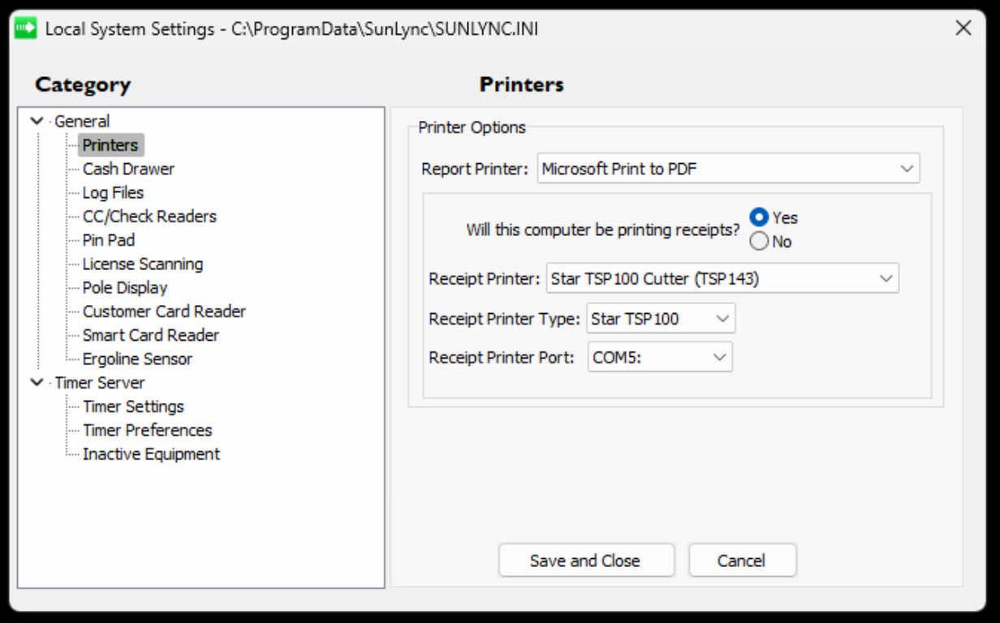 Local System Settings - C:\ProgramData\SunLync\SUNLYNC.INI
Category
General
Printers
Cash Drawer
Log Files
CC/Check Readers
Pin Pad
License Scanning
Pole Display
Customer Card Reader
Smart Card Reader
Ergoline Sensor
Timer Server
Timer Settings
Timer Preferences
Inactive Equipment
Printers
Printer Options
Report Printer: Microsoft Print to PDF
Will this computer be printing receipts? Yes
No
Receipt Printer: Star TSP100 Cutter (TSP143)
Receipt Printer Type: Star TSP100
Receipt Printer Port: COM5:
Save and Close Cancel